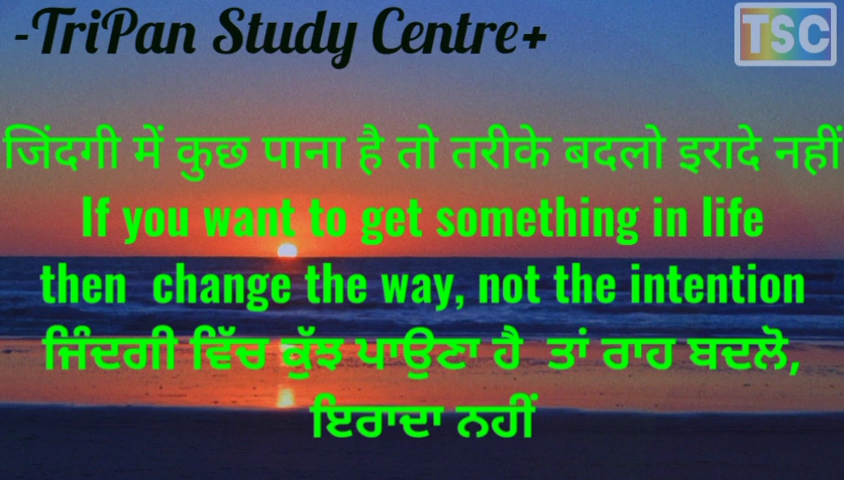 -TriPan Study Centre+
TSC
जिंदगी में कुछ पाना है तो तरीके बदलो इरादे नहीं
If you want to get something in life
then change the way, not the intention
ਜਿੰਦਗੀ ਵਿੱਚ ਕੁੱਝ ਪਾਉਣਾ ਹੈ ਤਾਂ ਰਾਹ ਬਦਲੋ,
ਇਰਾਦਾ ਨਹੀਂ